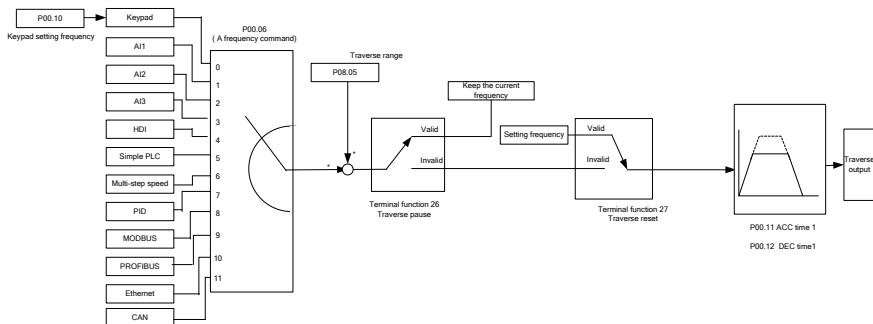 P00.10
Keypad setting frequency
Keypad
AI1
AI2
AI3
HDI
Simple PLC
Multi-step speed
PID
MODBUS
PROFIBUS
Ethernet
CAN
P00.06
( A frequency command)
0
1
2
3
4
5
6
7
8
9
10
11
Traverse range
P08.05
*
*
Valid
Invalid
Terminal function 26
Traverse pause
Keep the current
frequency
Setting frequency
Valid
Invalid
Terminal function 27
Traverse reset
P00.11 ACC time 1
P00.12 DEC time1
Traverse
output